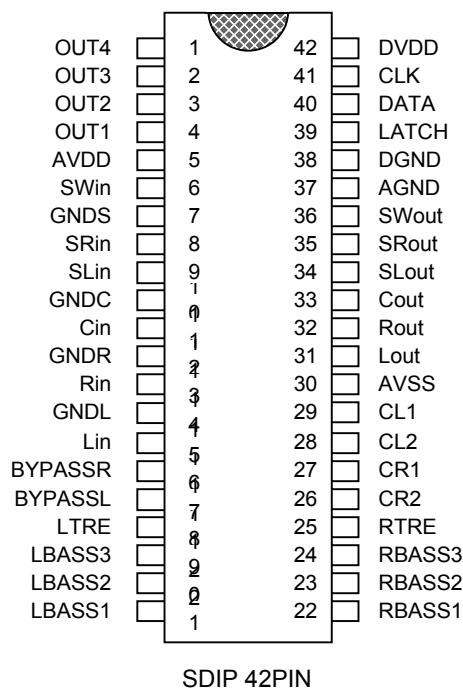 OUT4 1 42 DVDD
OUT3 2 41 CLK
OUT2 3 40 DATA
OUT1 4 39 LATCH
AVDD 5 38 DGND
SWin 6 37 AGND
GNDS 7 36 SWout
SRin 8 35 SRout
SLin 9 34 SLout
GNDC 10 33 Cout
Cin 11 32 Rout
GNDR 12 31 Lout
Rin 13 30 AVSS
GNDL 14 29 CL1
Lin 15 28 CL2
BYPASSR 16 27 CR1
BYPASSL 17 26 CR2
LTRE 18 25 RTRE
LBASS3 19 24 RBASS3
LBASS2 20 23 RBASS2
LBASS1 21 22 RBASS1
SDIP 42PIN